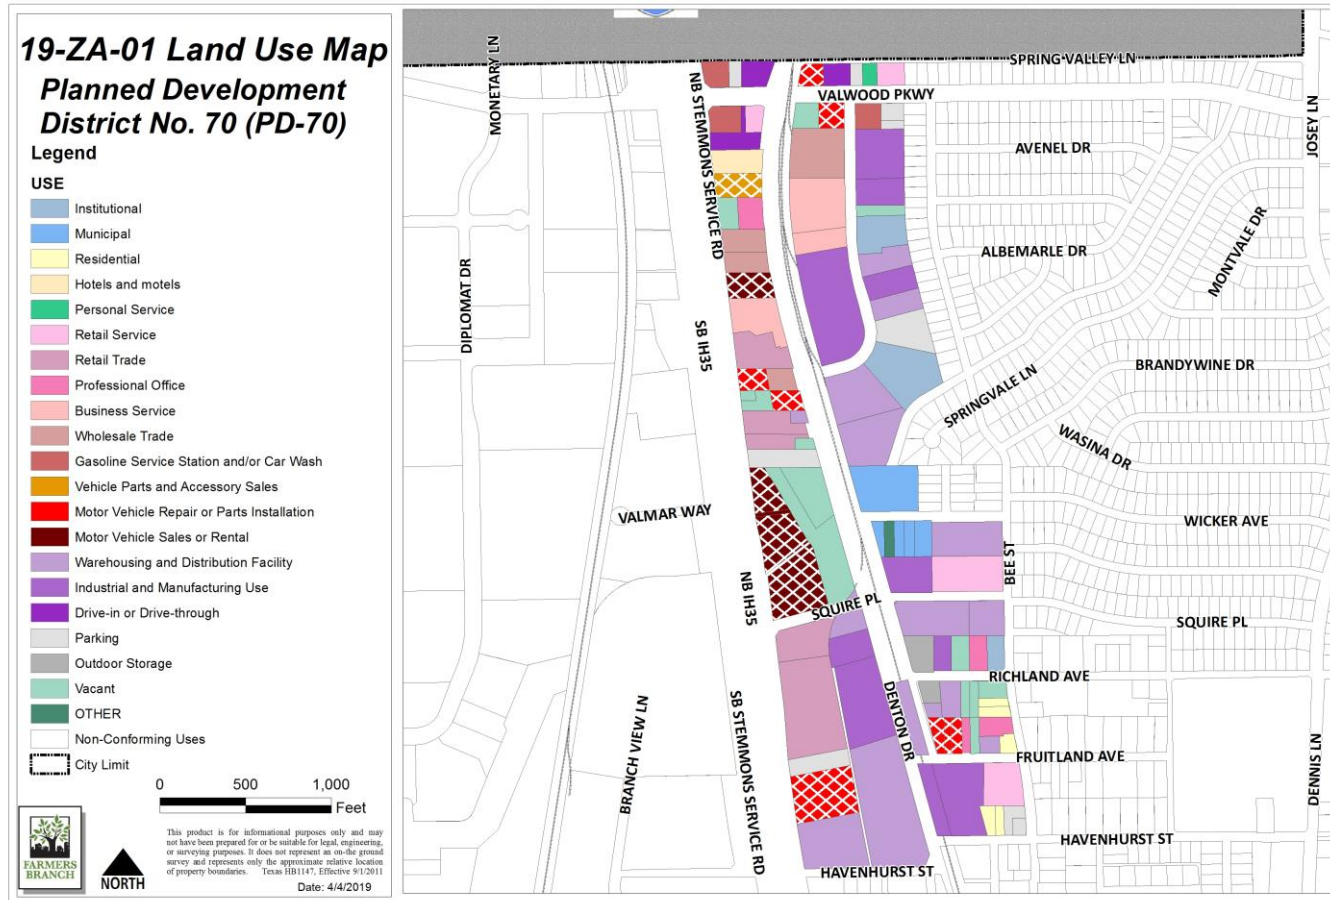 19-ZA-01 Land Use Map
Planned Development
District No. 70 (PD-70)
Legend
USE
Institutional
Municipal
Residential
Hotels and motels
Personal Service
Retail Service
Retail Trade
Professional Office
Business Service
Wholesale Trade
Gasoline Service Station and/or Car Wash
Vehicle Parts and Accessory Sales
Motor Vehicle Repair or Parts Installation
Motor Vehicle Sales or Rental
Warehousing and Distribution Facility
Industrial and Manufacturing Use
Drive-in or Drive-through
Parking
Outdoor Storage
Vacant
OTHER
Non-Conforming Uses
City Limit
0 500 1,000
Feet
FARMERS
BRANCH
NORTH
This product is for informational purposes only and may
not have been prepared for or be suitable for legal, engineering,
or surveying purposes. It does not represent an on-the ground
survey and represents only the approximate relative location
of property boundaries. Texas HB1147, Effective 9/1/2011
Date: 4/4/2019
MONETARY LN
NB STEMMONS SERVICE RD
SPRING VALLEY LN
VALWOOD PKWY
JOSEY LN
AVENEL DR
ALBEMARLE DR
MONTVALE DR
DIPLOMAT DR
SB IH35
BRANDYWINE DR
SPRINGVALE LN
WASINA DR
VALMAR WAY
WICKER AVE
BEE ST
NB IH35
SQUIRE PL
SQUIRE PL
RICHLAND AVE
BRANCH VIEW LN
SB STEMMONS SERVICE RD
DENTON DR
FRUITLAND AVE
DENNIS LN
HAVENHURST ST
HAVENHURST ST